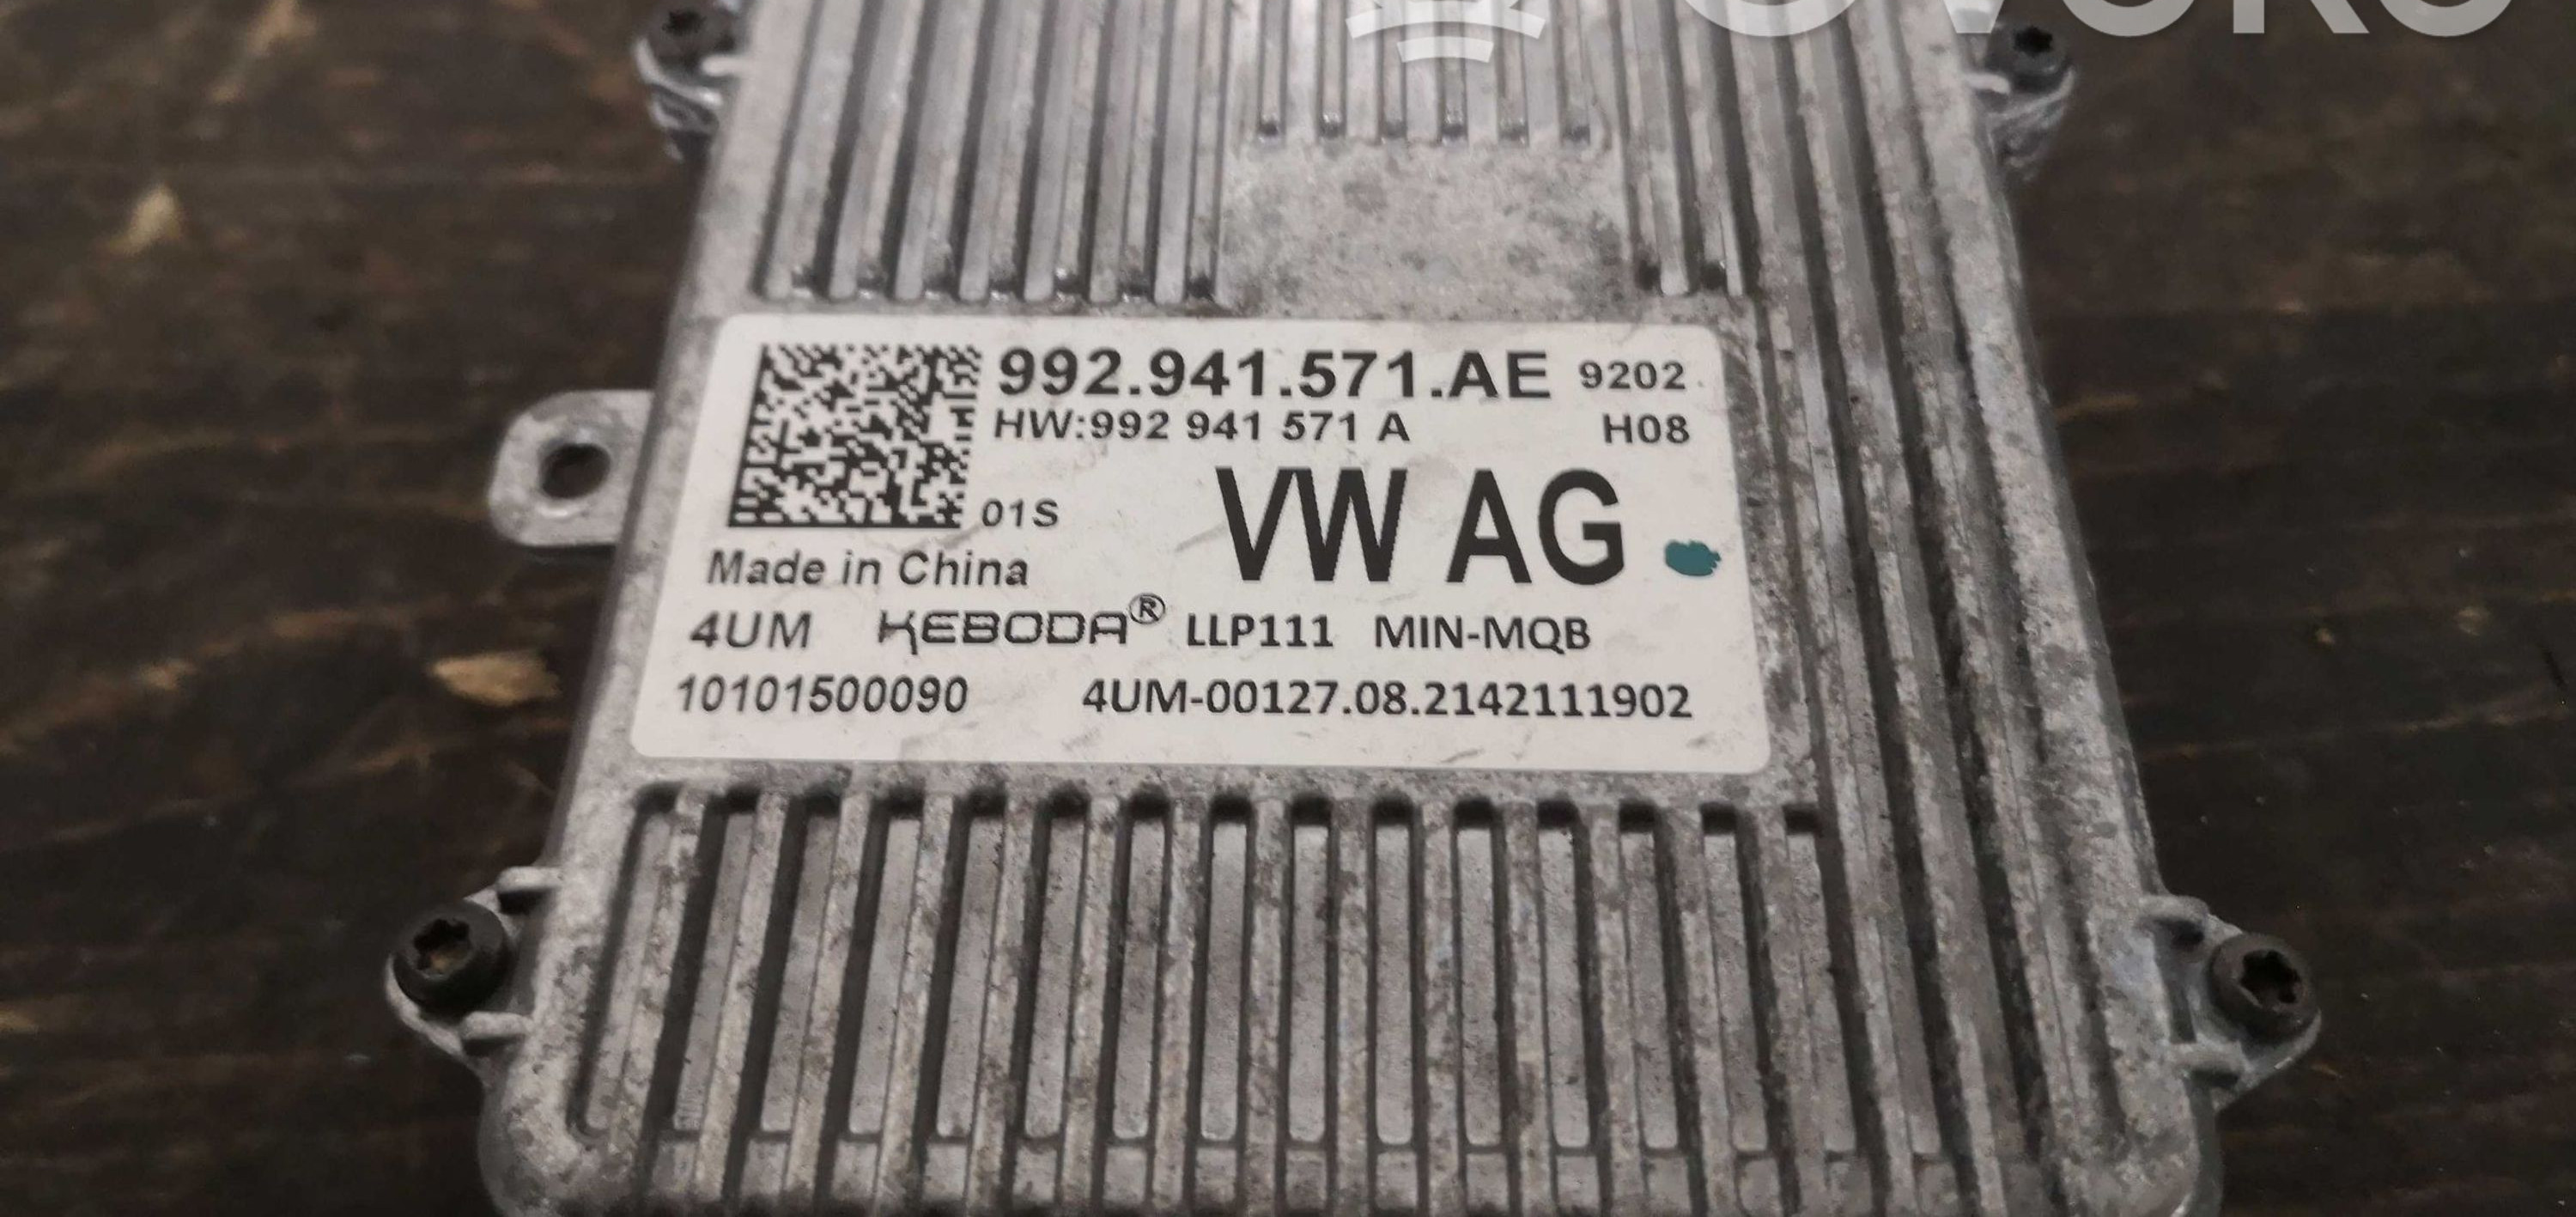 992.941.571.AE 9202
HW:992 941 571 A H08
01S VW AG
Made in China
4UM KEBODA® LLP111 MIN-MQB
10101500090 4UM-00127.08.2142111902